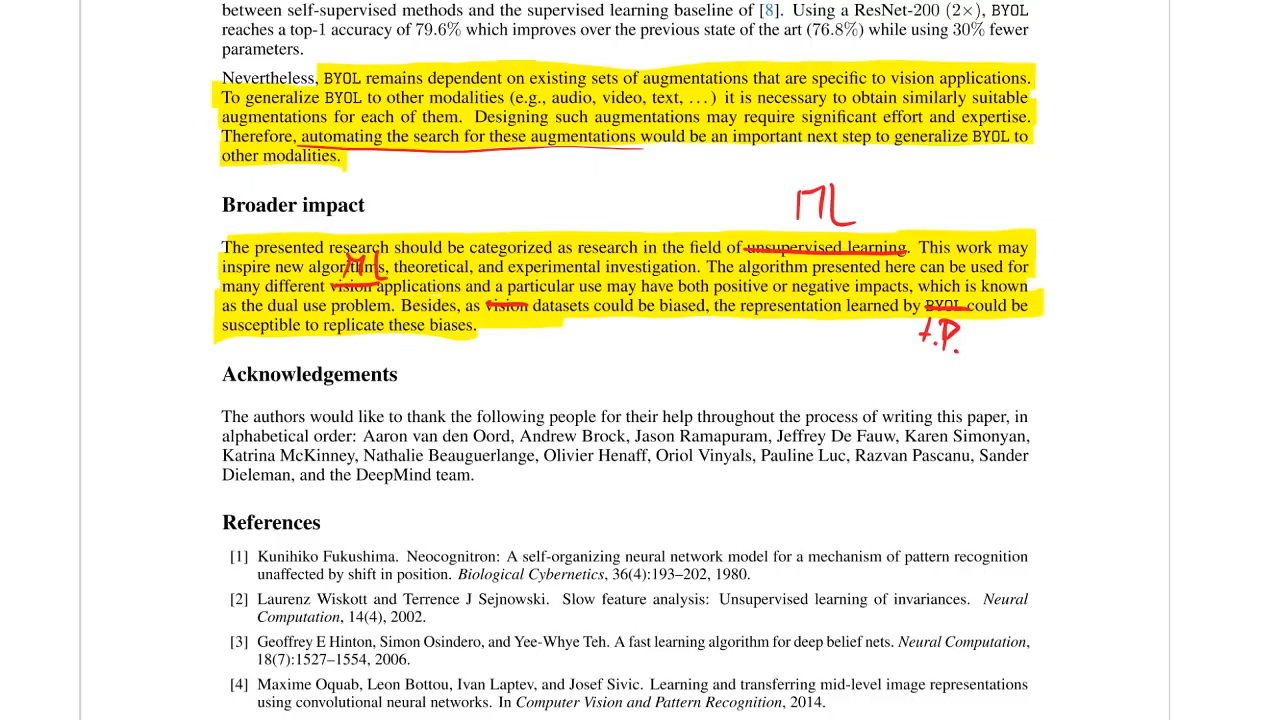 between self-supervised methods and the supervised learning baseline of [8]. Using a ResNet-200 (2×), BYOL
reaches a top-1 accuracy of 79.6% which improves over the previous state of the art (76.8%) while using 30% fewer
parameters.
Nevertheless, BYOL remains dependent on existing sets of augmentations that are specific to vision applications.
To generalize BYOL to other modalities (e.g., audio, video, text, ...) it is necessary to obtain similarly suitable
augmentations for each of them. Designing such augmentations may require significant effort and expertise.
Therefore, automating the search for these augmentations would be an important next step to generalize BYOL to
other modalities.
Broader impact
ML
The presented research should be categorized as research in the field of unsupervised learning. This work may
inspire new algorithms, theoretical, and experimental investigation. The algorithm presented here can be used for
ML
many different vision applications and a particular use may have both positive or negative impacts, which is known
as the dual use problem. Besides, as vision datasets could be biased, the representation learned by BYOL could be
susceptible to replicate these biases.
Acknowledgements
The authors would like to thank the following people for their help throughout the process of writing this paper, in
alphabetical order: Aaron van den Oord, Andrew Brock, Jason Ramapuram, Jeffrey De Fauw, Karen Simonyan,
Katrina McKinney, Nathalie Beauguerlange, Olivier Henaff, Oriol Vinyals, Pauline Luc, Razvan Pascanu, Sander
Dieleman, and the DeepMind team.
References
[1] Kunihiko Fukushima. Neocognitron: A self-organizing neural network model for a mechanism of pattern recognition
unaffected by shift in position. Biological Cybernetics, 36(4):193–202, 1980.
[2] Laurenz Wiskott and Terrence J Sejnowski. Slow feature analysis: Unsupervised learning of invariances. Neural
Computation, 14(4), 2002.
[3] Geoffrey E Hinton, Simon Osindero, and Yee-Whye Teh. A fast learning algorithm for deep belief nets. Neural Computation,
18(7):1527–1554, 2006.
[4] Maxime Oquab, Leon Bottou, Ivan Laptev, and Josef Sivic. Learning and transferring mid-level image representations
using convolutional neural networks. In Computer Vision and Pattern Recognition, 2014.